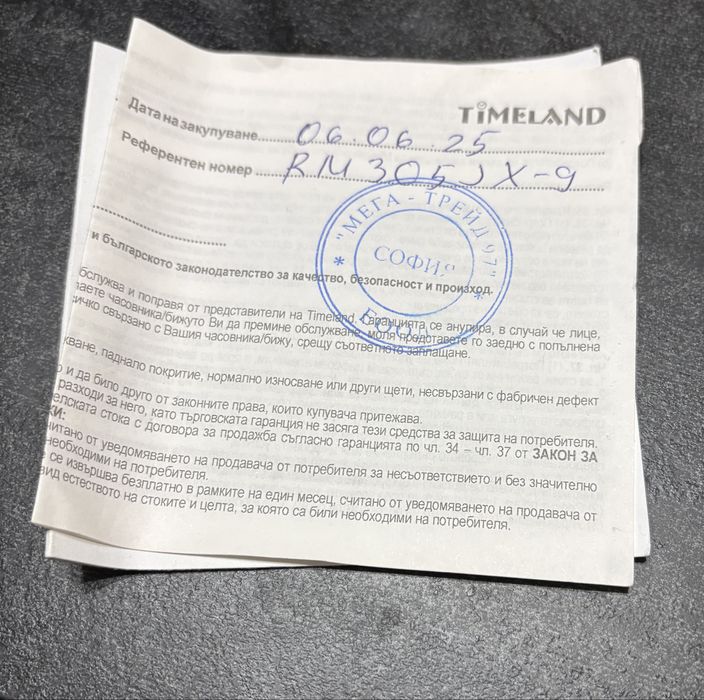 TiMELAND
Дата на закупуване 06.06.25
Референтен номер RM305JX-9
"МЕГА - ТРЕЙД 97"
СОФИЯ
ЕООД
и българското законодателство за качество, безопасност и произход.
обслужва и поправя от представители на Timeland. Гаранцията се анулира, в случай че лице,
Ваш часовника/бижуто Ви да премине обслужване, моля представете го заедно с попълнена
ичко свързано с Вашия часовника/бижу, срещу съответното заплащане.
кване, паднало покритие, нормално износване или други щети, несвързани с фабричен дефект
и да било друго от законните права, които купувача притежава.
разходи за него, като търговската гаранция не засяга тези средства за защита на потребителя.
елската стока с договора за продажба съгласно гаранцията по чл. 34 – чл. 37 от ЗАКОН ЗА
КИ:
читано от уведомяването на продавача от потребителя за несъответствието и без значително
необходими на потребителя.
се извършва безплатно в рамките на един месец, считано от уведомяването на продавача от
вид естеството на стоките и целта, за която са били необходими на потребителя.